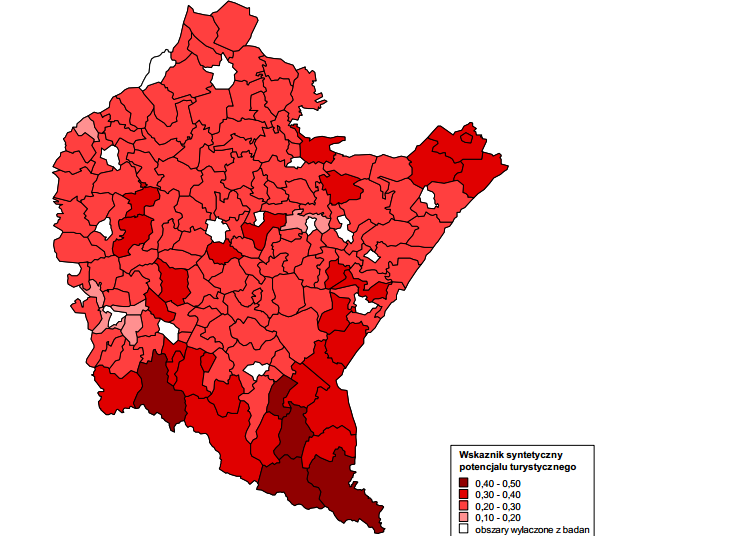 Wskaznik syntetyczny
potencjalu turystycznego
0,40 - 0,50
0,30 - 0,40
0,20 - 0,30
0,10 - 0,20
obszary wylaczone z badan